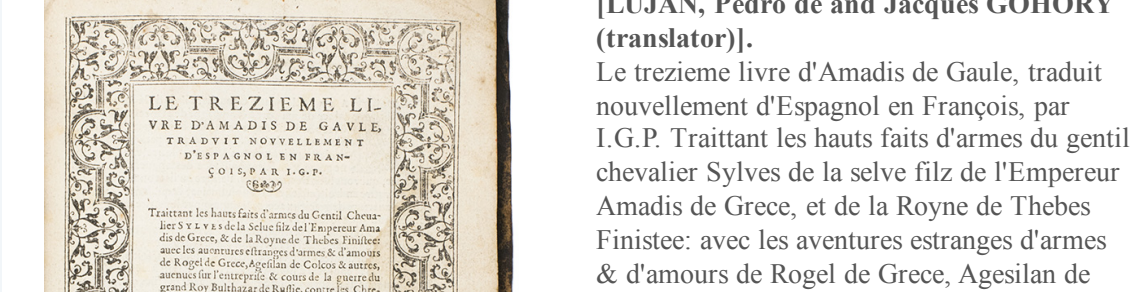 LE TREZIEME LI-
VRE D'AMADIS DE GAVLE,
TRADVIT NOVVELLEMENT
D'ESPAGNOL EN FRAN-
ÇOIS, PAR I.G.P.
Traittant les hauts faits d'armes du Gentil Cheua-
lier SYLVES de la Selue filz de l'Empereur Ama
dis de Grece, & de la Royne de Thebes Finistee:
auec les auentures estranges d'armes & d'amours
de Rogel de Grece, Agesilan de Colcos & autres,
auenues sur l'entreprise & cours de la guerre du
grand Roy Bulthazar de Russie, contre les Chre-
[LUJAN, Pedro de and Jacques GOHORY
(translator)].
Le trezieme livre d'Amadis de Gaule, traduit
nouvellement d'Espagnol en François, par
I.G.P. Traittant les hauts faits d'armes du gentil
chevalier Sylves de la selve filz de l'Empereur
Amadis de Grece, et de la Royne de Thebes
Finistee: avec les aventures estranges d'armes
& d'amours de Rogel de Grece, Agesilan de